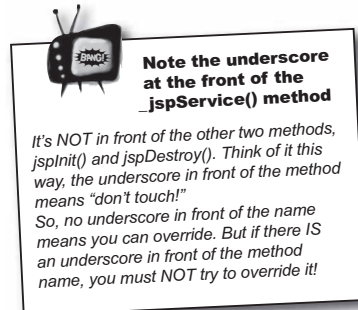 BANG!
Note the underscore
at the front of the
_jspService() method
It's NOT in front of the other two methods,
jspInit() and jspDestroy(). Think of it this
way, the underscore in front of the method
means “don't touch!”
So, no underscore in front of the name
means you can override. But if there IS
an underscore in front of the method
name, you must NOT try to override it!